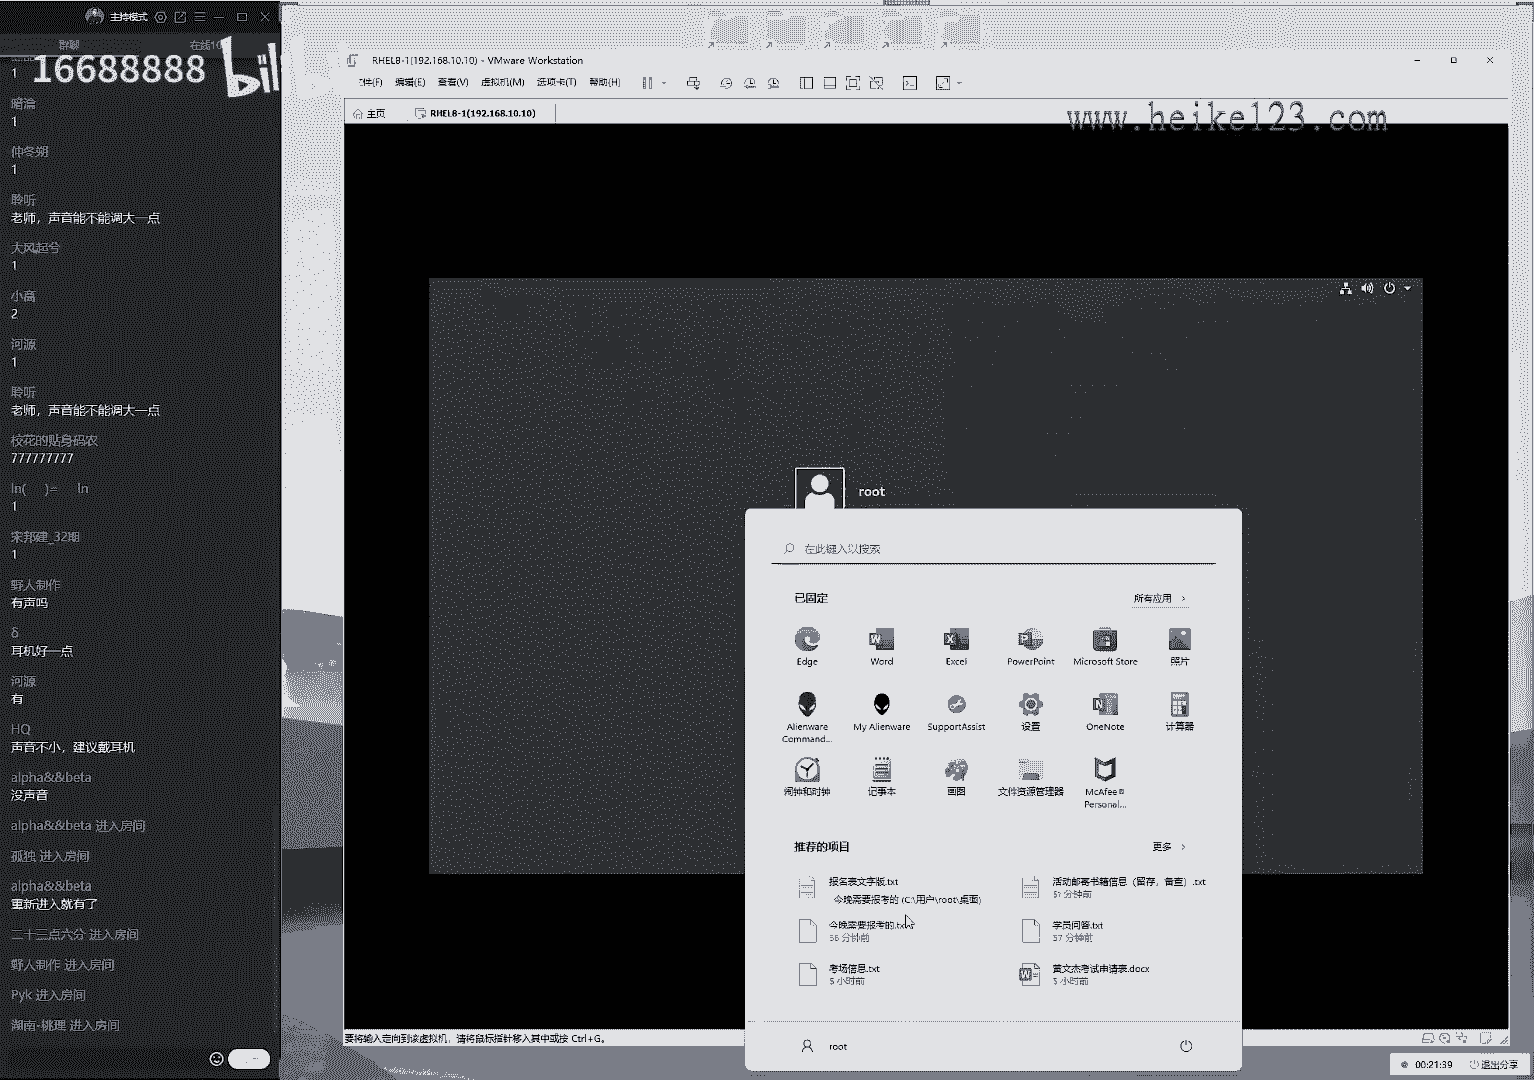 主持模式
群聊
在线10
1
16688888
bili
暗淪
1
仲冬朔
1
聆听
老师，声音能不能调大一点
大风起兮
1
小高
2
河源
1
聆听
老师，声音能不能调大一点
校花的贴身码农
777777777
ln( )= ln
1
宋邦建_32期
1
野人制作
有声吗
δ
耳机好一点
河源
有
HQ
声音不小，建议戴耳机
alpha&&beta
没声音
alpha&&beta 进入房间
孤独 进入房间
alpha&&beta
重新进入就有了
二十三点六分 进入房间
野人制作 进入房间
Pyk 进入房间
湖南-桃理 进入房间
RHEL8-1(192.168.10.10) - VMware Workstation
件(F) 编辑(E) 查看(V) 虚拟机(M) 选项卡(T) 帮助(H)
主页 RHEL8-1(192.168.10.10)
www.heike123.com
root
在此键入以搜索
已固定
所有应用 >
Edge Word Excel PowerPoint Microsoft Store 照片
Alienware Command... My Alienware SupportAssist 设置 OneNote 计算器
闹钟和时钟 记事本 画图 文件资源管理器 McAfee® Personal...
推荐的项目
更多 >
报名表文字版.txt
今晚需要报考的 (C:\用户\root\桌面)
活动邮寄书籍信息（留存，备查）.txt
51 分钟前
今晚需要报考的.txt
56 分钟前
学员问答.txt
57 分钟前
考场信息.txt
5 小时前
黄文杰考试申请表.docx
5 小时前
root
要将输入定向到该虚拟机，请将鼠标指针移入其中或按 Ctrl+G。
00:21:39 退出分享